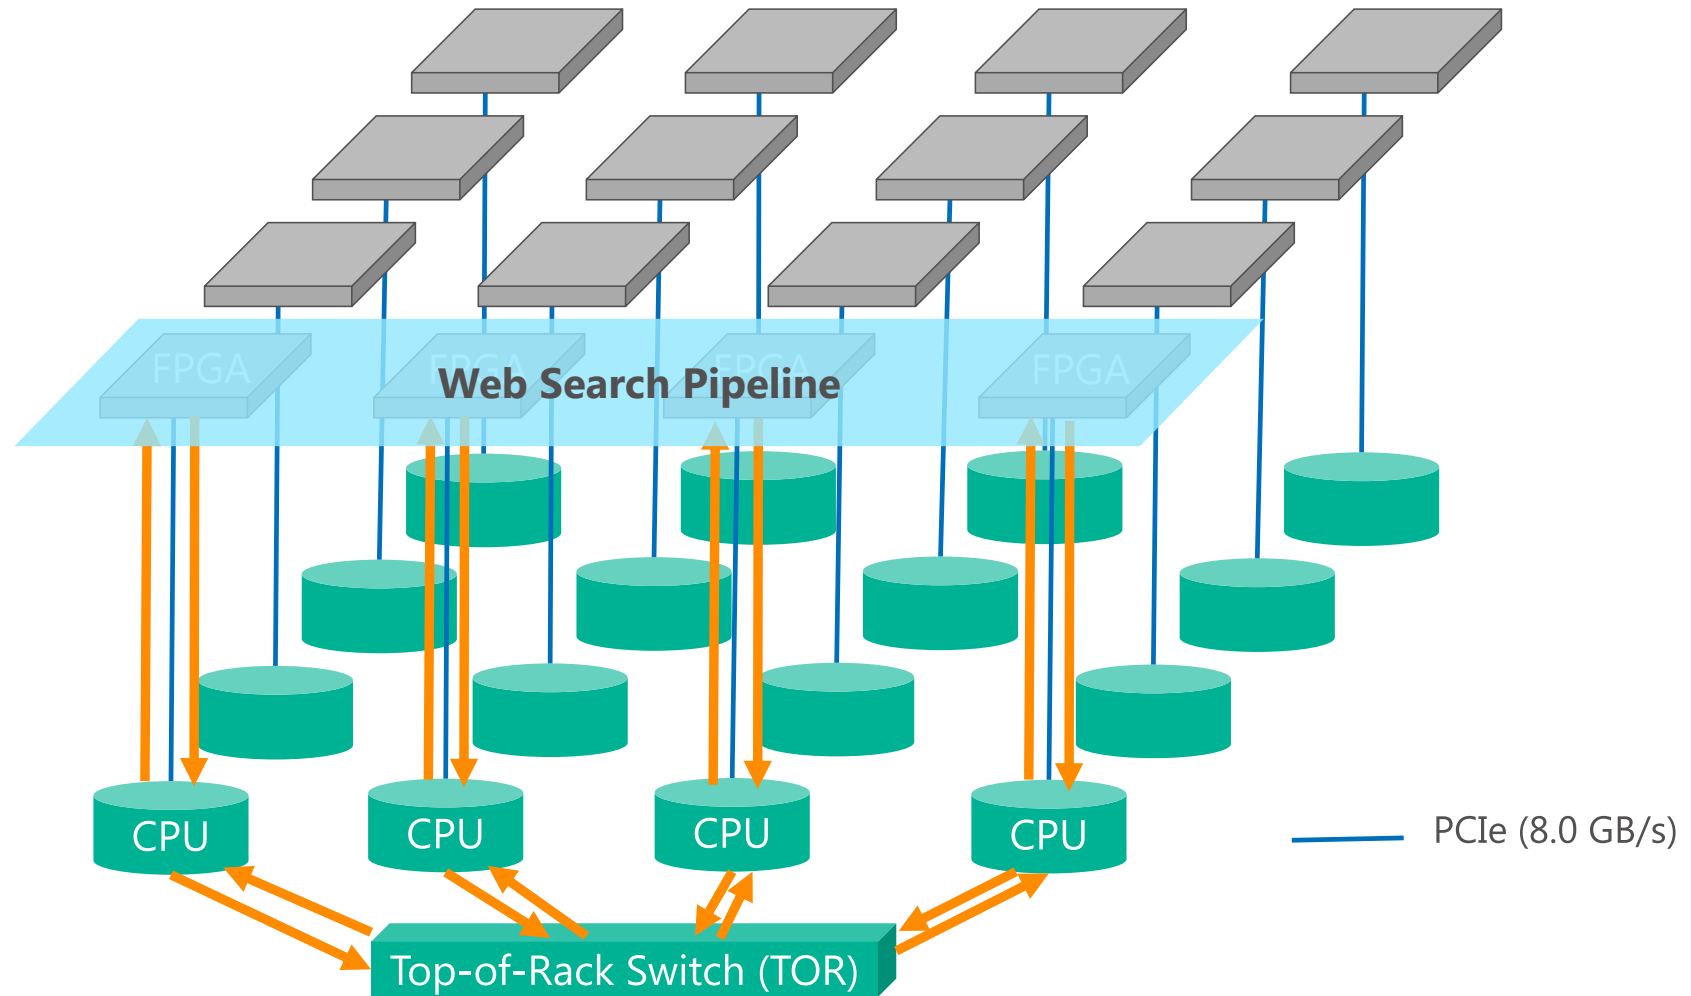 FPGA
FPGA
FPGA
FPGA
Web Search Pipeline
CPU
CPU
CPU
CPU
PCIe (8.0 GB/s)
Top-of-Rack Switch (TOR)